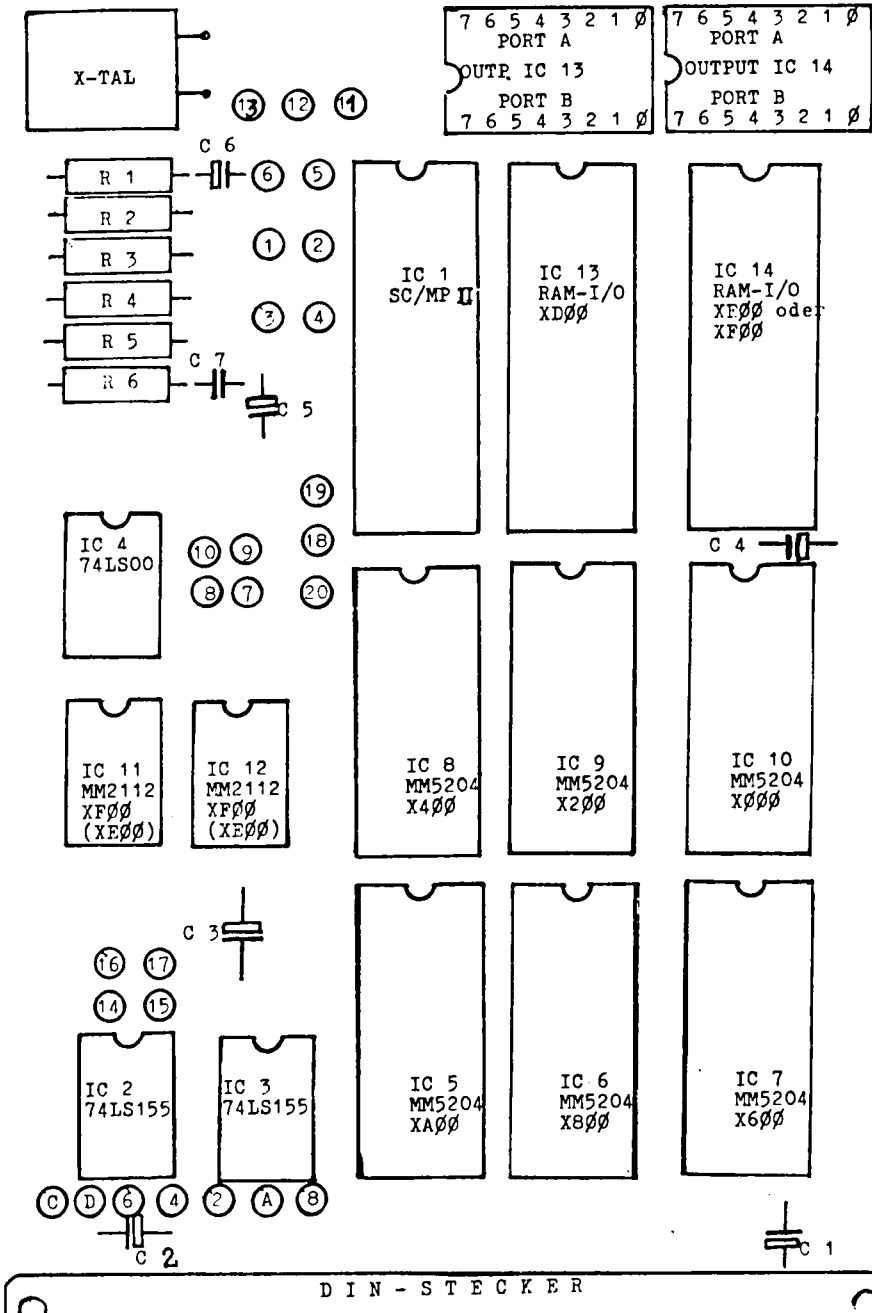 X-TAL
13 12 11
7 6 5 4 3 2 1 Ø
PORT A
OUTP. IC 13
PORT B
7 6 5 4 3 2 1 Ø
7 6 5 4 3 2 1 Ø
PORT A
OUTPUT IC 14
PORT B
7 6 5 4 3 2 1 Ø
C 6
R 1
6 5
R 2
1 2
R 3
R 4
3 4
R 5
C 7
R 6
C 5
IC 1
SC/MP II
IC 13
RAM-I/O
XDØØ
IC 14
RAM-I/O
XEØØ oder
XFØØ
19
18
20
10 9
8 7
IC 4
74LS00
C 4
IC 11
MM2112
XFØØ
(XEØØ)
IC 12
MM2112
XFØØ
(XEØØ)
IC 8
MM5204
X4ØØ
IC 9
MM5204
X2ØØ
IC 10
MM5204
XØØØ
C 3
16 17
14 15
IC 2
74LS155
IC 3
74LS155
IC 5
MM5204
XAØØ
IC 6
MM5204
X8ØØ
IC 7
MM5204
X6ØØ
C D 6 4 2 A 8
C 2
C 1
DIN-STECKER